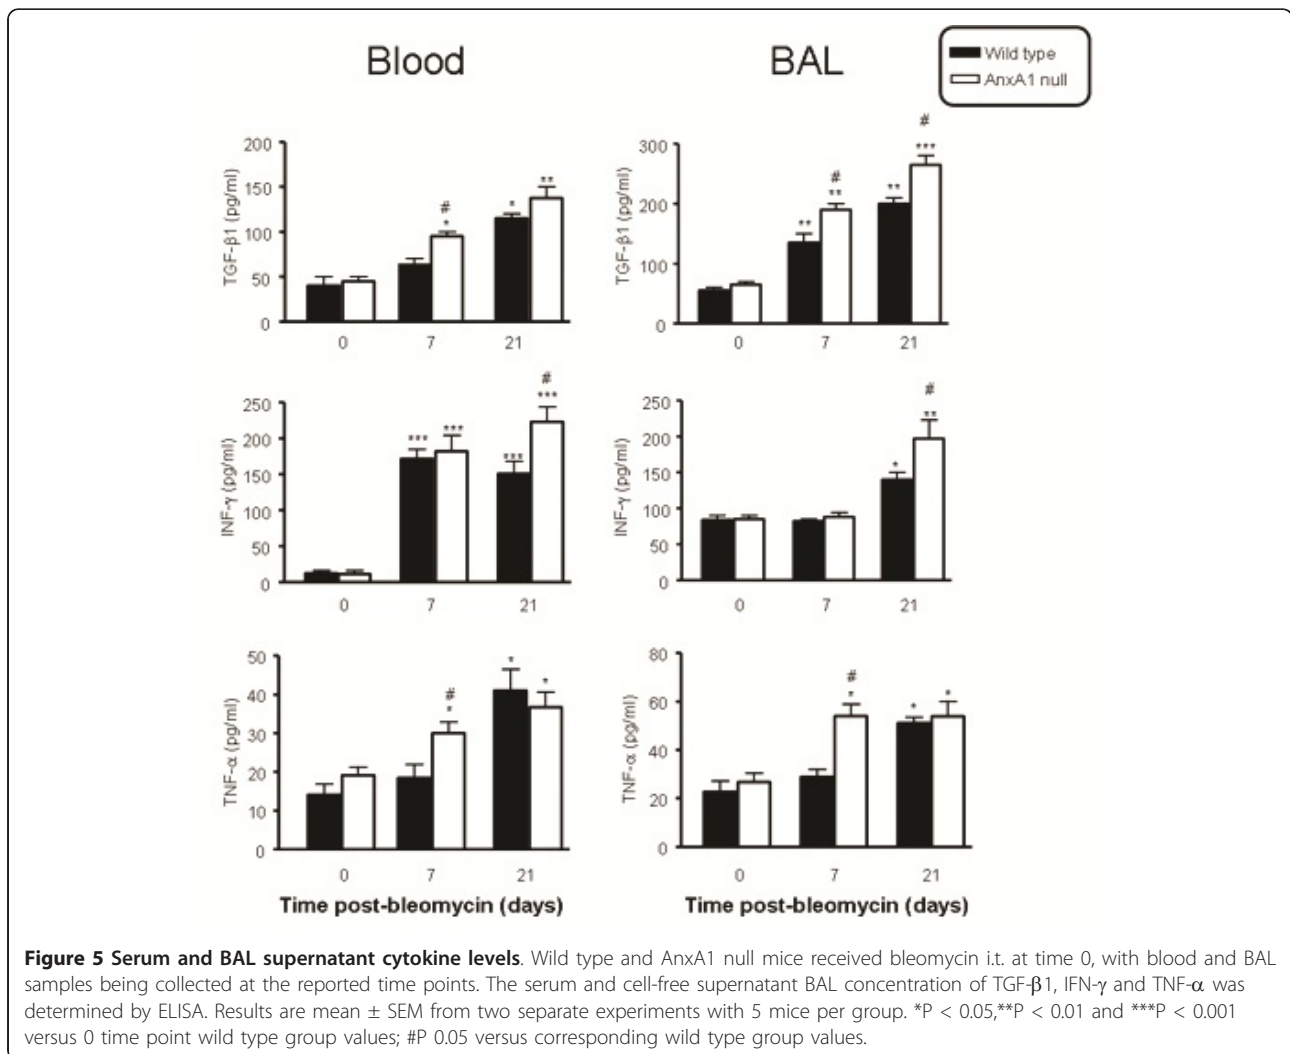 Blood
BAL
Wild type
AnxA1 null
200
150
100
50
0
TGF-β1 (pg/ml)
#
*
*
**
0 7 21
300
200
100
0
TGF-β1 (pg/ml)
**
#
**
**
#
***
0 7 21
250
200
150
100
50
0
INF-γ (pg/ml)
***
***
***
#
***
0 7 21
250
200
150
100
50
0
INF-γ (pg/ml)
*
#
**
0 7 21
50
40
30
20
10
0
TNF-α (pg/ml)
#
*
*
*
0 7 21
Time post-bleomycin (days)
80
60
40
20
0
TNF-α (pg/ml)
#
*
*
*
0 7 21
Time post-bleomycin (days)
Figure 5 Serum and BAL supernatant cytokine levels. Wild type and AnxA1 null mice received bleomycin i.t. at time 0, with blood and BAL
samples being collected at the reported time points. The serum and cell-free supernatant BAL concentration of TGF-β1, IFN-γ and TNF-α was
determined by ELISA. Results are mean ± SEM from two separate experiments with 5 mice per group. *P < 0.05,**P < 0.01 and ***P < 0.001
versus 0 time point wild type group values; #P 0.05 versus corresponding wild type group values.